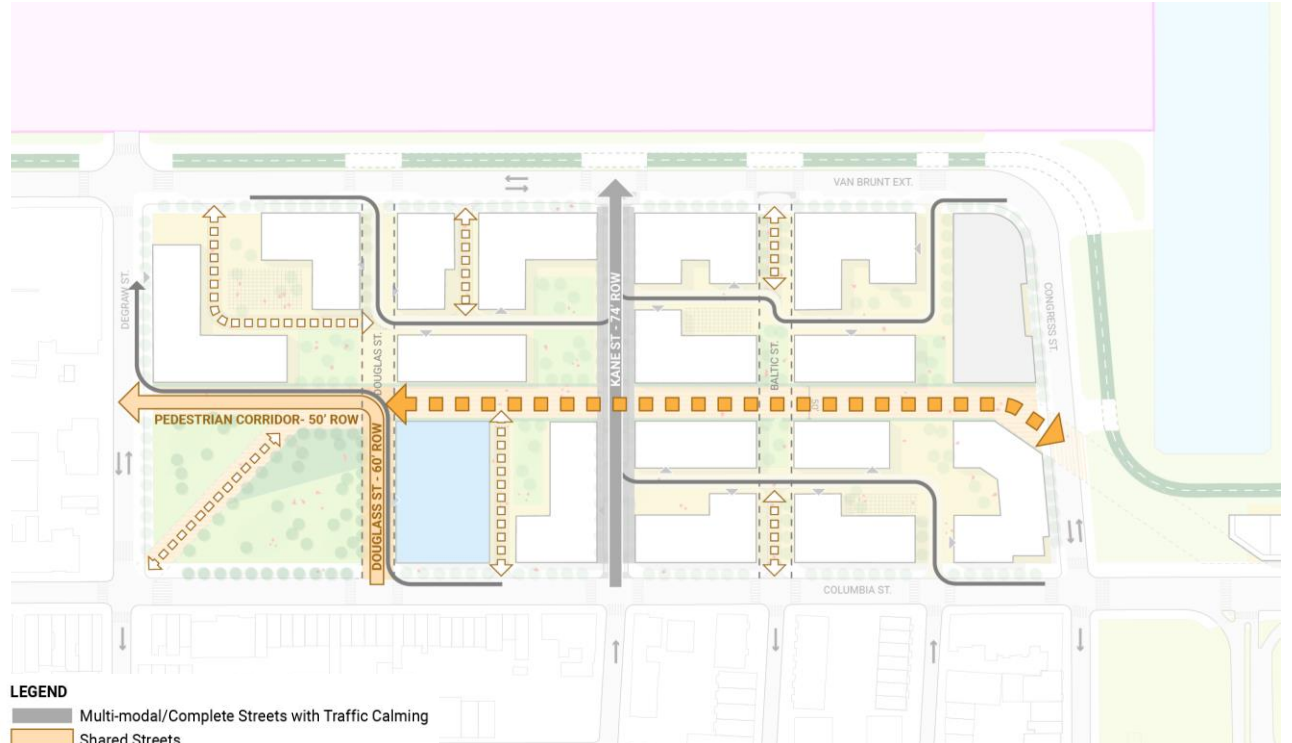 VAN BRUNT EXT.
DEGRAW ST.
DOUGLAS ST.
KANE ST - 74' ROW
BALTIC ST.
CONGRESS ST
PEDESTRIAN CORRIDOR- 50' ROW
50'
DOUGLASS ST - 60' ROW
COLUMBIA ST.
LEGEND
Multi-modal/Complete Streets with Traffic Calming
Shared Streets